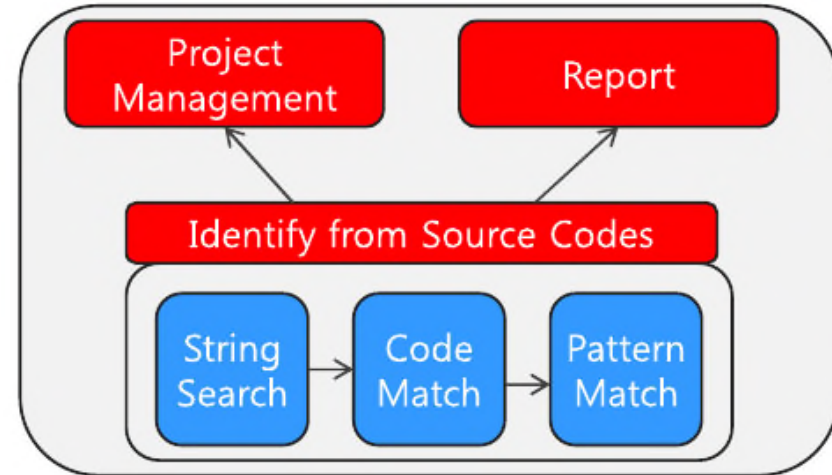 Project
Management
Report
Identify from Source Codes
String
Search
Code
Match
Pattern
Match